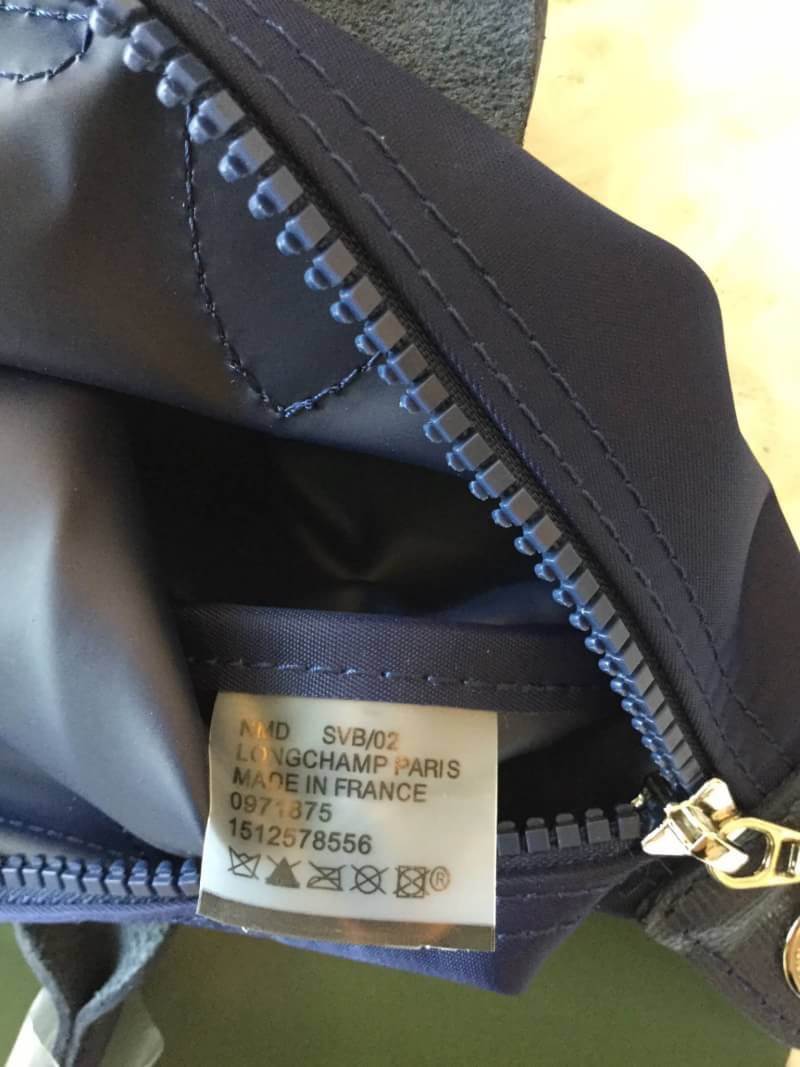 NMD SVB/02
LONGCHAMP PARIS
MADE IN FRANCE
0971875
1512578556
®